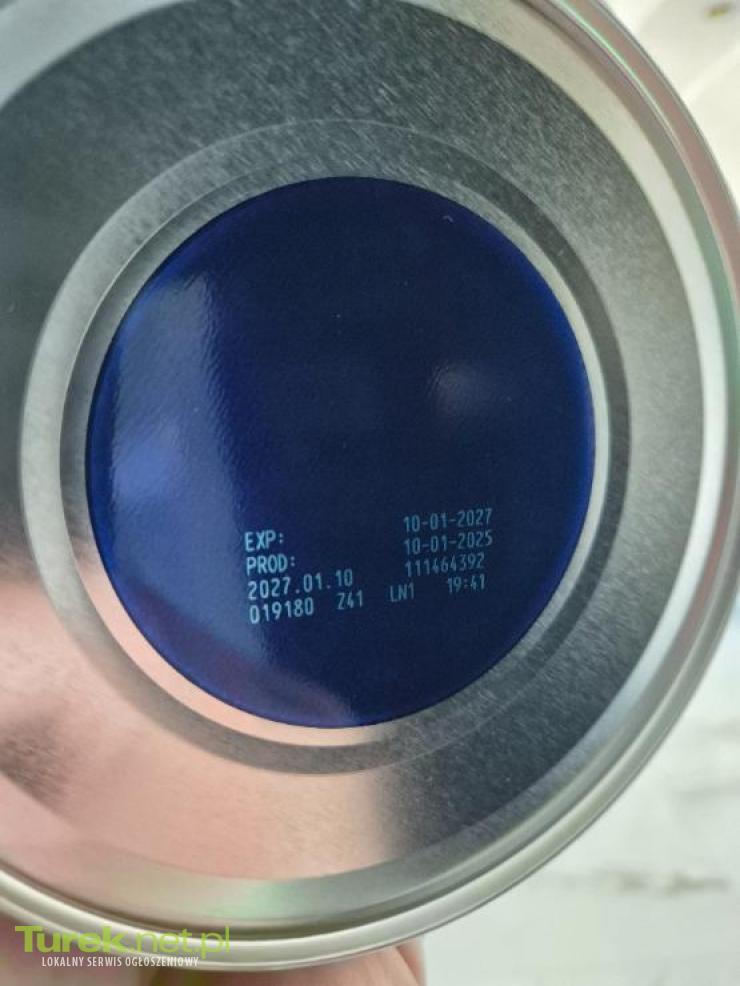 EXP: 10-01-2027
PROD: 10-01-2025
2027.01.10 111464392
019180 Z41 LN1 19:41
Turek.net.pl
LOKALNY SERWIS OGŁOSZENIOWY